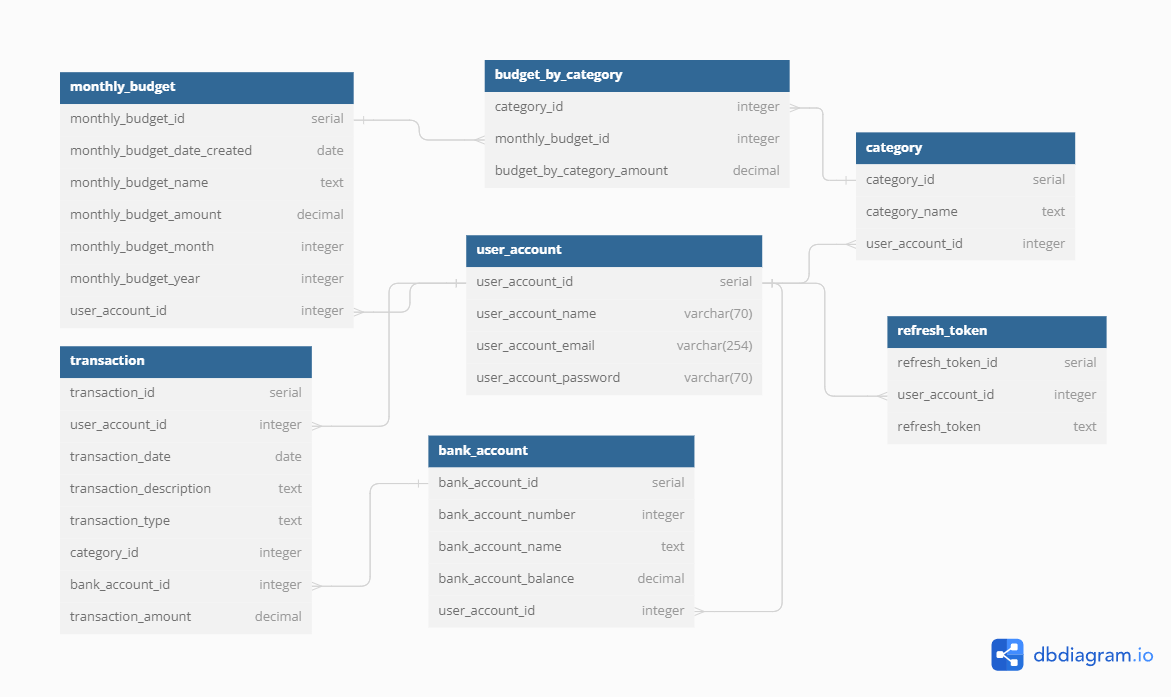 monthly_budget
monthly_budget_id serial
monthly_budget_date_created date
monthly_budget_name text
monthly_budget_amount decimal
monthly_budget_month integer
monthly_budget_year integer
user_account_id integer
budget_by_category
category_id integer
monthly_budget_id integer
budget_by_category_amount decimal
category
category_id serial
category_name text
user_account_id integer
user_account
user_account_id serial
user_account_name varchar(70)
user_account_email varchar(254)
user_account_password varchar(70)
refresh_token
refresh_token_id serial
user_account_id integer
refresh_token text
transaction
transaction_id serial
user_account_id integer
transaction_date date
transaction_description text
transaction_type text
category_id integer
bank_account_id integer
transaction_amount decimal
bank_account
bank_account_id serial
bank_account_number integer
bank_account_name text
bank_account_balance decimal
user_account_id integer
dbdiagram.io